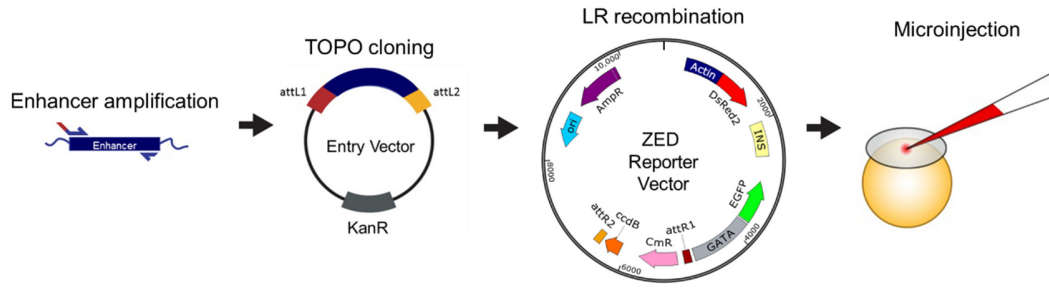 Enhancer amplification
Enhancer
TOPO cloning
attL1
attL2
Entry Vector
KanR
LR recombination
10,000
2000
4000
6000
8000
Actin
DsRed2
INS
EGFP
GATA
attR1
CmR
ccdB
attR2
ori
AmpR
ZED
Reporter
Vector
Microinjection